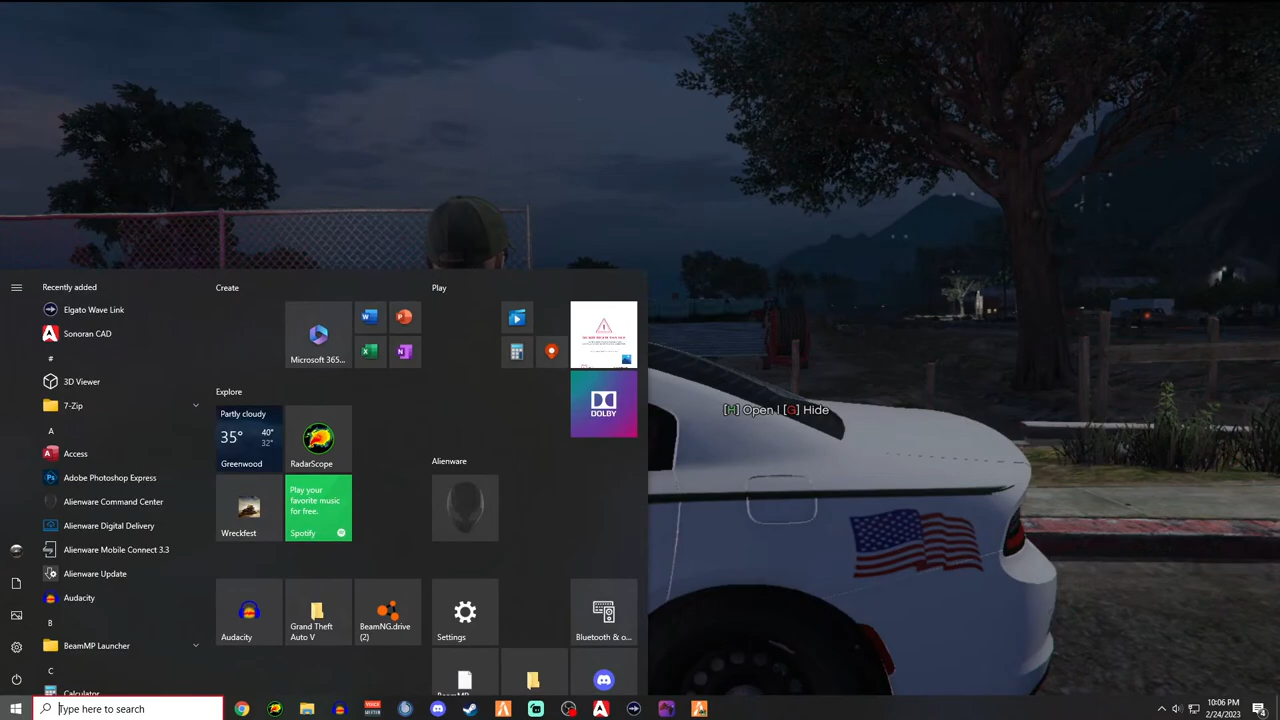 Recently added
Elgato Wave Link
Sonoran CAD
#
3D Viewer
7-Zip
A
Access
Adobe Photoshop Express
Alienware Command Center
Alienware Digital Delivery
Alienware Mobile Connect 3.3
Alienware Update
Audacity
B
BeamMP Launcher
C
Calculator
Create
Microsoft 365...
Explore
Partly cloudy
35° 40°
32°
Greenwood
RadarScope
Wreckfest
Play your
favorite music
for free.
Spotify
Audacity
Grand Theft
Auto V
BeamNG.drive
(2)
Play
DOLBY
Alienware
Settings
Bluetooth & o...
BeamMP
[H] Open | [G] Hide
Type here to search
10:06 PM
2/24/2023
4